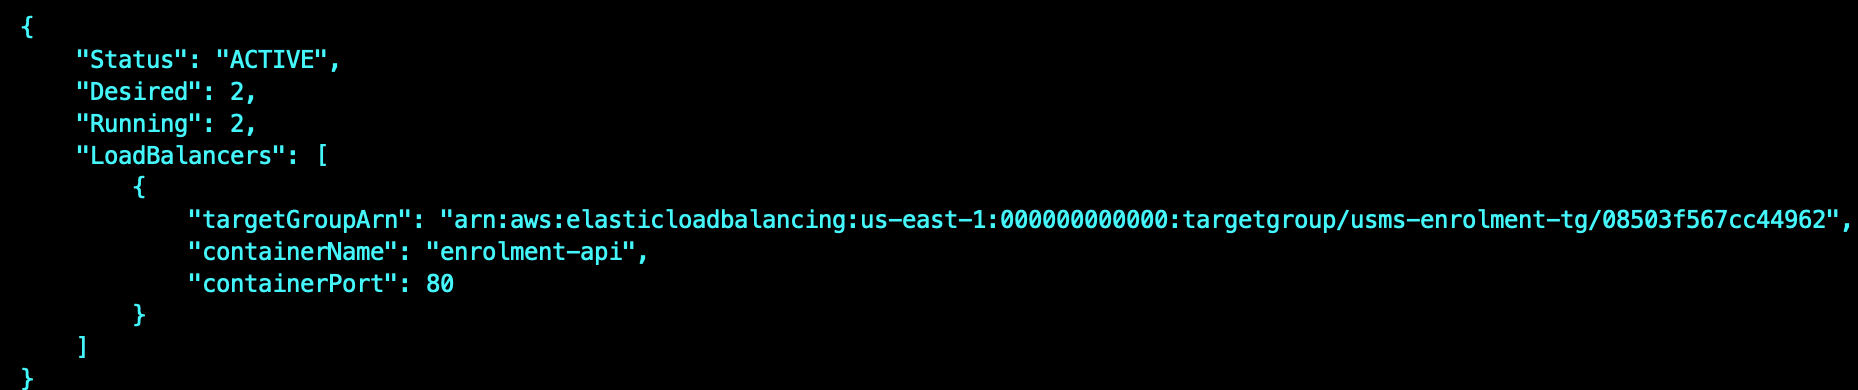 {
    "Status": "ACTIVE",
    "Desired": 2,
    "Running": 2,
    "LoadBalancers": [
        {
            "targetGroupArn": "arn:aws:elasticloadbalancing:us-east-1:000000000000:targetgroup/usms-enrolment-tg/08503f567cc44962",
            "containerName": "enrolment-api",
            "containerPort": 80
        }
    ]
}